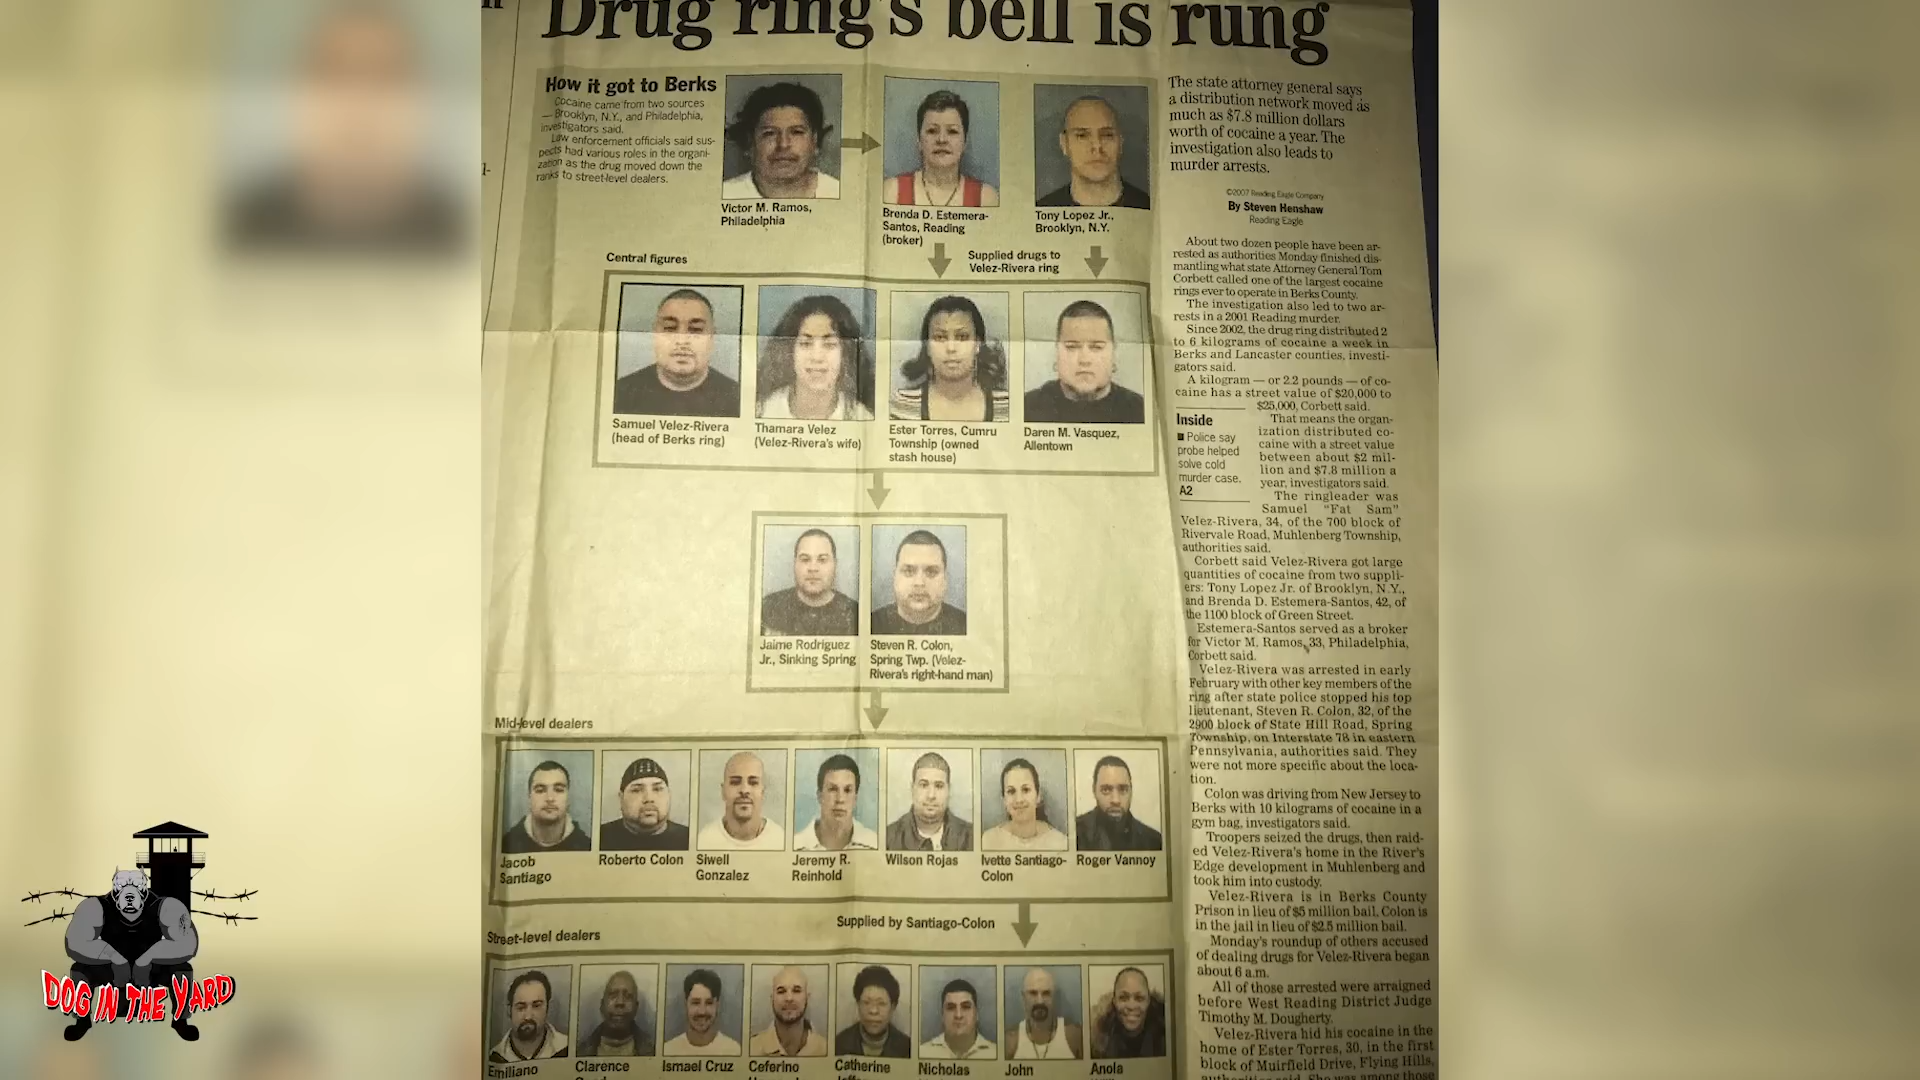 Drug ring's bell is rung
How it got to Berks
Cocaine came from two sources
— Brooklyn, N.Y., and Philadelphia,
investigators said.
Law enforcement officials said sus-
pects had various roles in the organi-
zation as the drug moved down the
ranks to street-level dealers.
Victor M. Ramos,
Philadelphia
Brenda D. Estemera-
Santos, Reading
(broker)
Tony Lopez Jr.,
Brooklyn, N.Y.
Supplied drugs to
Velez-Rivera ring
Central figures
Samuel Velez-Rivera
(head of Berks ring)
Thamara Velez
(Velez-Rivera's wife)
Ester Torres, Cumru
Township (owned
stash house)
Daren M. Vasquez,
Allentown
Jaime Rodriguez
Jr., Sinking Spring
Steven R. Colon,
Spring Twp. (Velez-
Rivera's right-hand man)
Mid-level dealers
Jacob
Santiago
Roberto Colon
Siwell
Gonzalez
Jeremy R.
Reinhold
Wilson Rojas
Ivette Santiago-
Colon
Roger Vannoy
Supplied by Santiago-Colon
Street-level dealers
Emiliano
Clarence
Ismael Cruz
Ceferino
Catherine
Nicholas
John
Anola
The state attorney general says
a distribution network moved as
much as $7.8 million dollars
worth of cocaine a year. The
investigation also leads to
murder arrests.
©2007 Reading Eagle Company
By Steven Henshaw
Reading Eagle
About two dozen people have been ar-
rested as authorities Monday finished dis-
mantling what state Attorney General Tom
Corbett called one of the largest cocaine
rings ever to operate in Berks County.
The investigation also led to two ar-
rests in a 2001 Reading murder.
Since 2002, the drug ring distributed 2
to 6 kilograms of cocaine a week in
Berks and Lancaster counties, investi-
gators said.
A kilogram — or 2.2 pounds — of co-
caine has a street value of $20,000 to
$25,000, Corbett said.
That means the organ-
ization distributed co-
caine with a street value
between about $2 mil-
lion and $7.8 million a
year, investigators said.
The ringleader was
Samuel "Fat Sam"
Velez-Rivera, 34, of the 700 block of
Rivervale Road, Muhlenberg Township,
authorities said.
Inside
■ Police say
probe helped
solve cold
murder case.
A2
Corbett said Velez-Rivera got large
quantities of cocaine from two suppli-
ers: Tony Lopez Jr. of Brooklyn, N.Y.,
and Brenda D. Estemera-Santos, 42, of
the 1100 block of Green Street.
Estemera-Santos served as a broker
for Victor M. Ramos, 33, Philadelphia,
Corbett said.
Velez-Rivera was arrested in early
February with other key members of the
ring after state police stopped his top
lieutenant, Steven R. Colon, 32, of the
2900 block of State Hill Road, Spring
Township, on Interstate 78 in eastern
Pennsylvania, authorities said. They
were not more specific about the loca-
tion.
Colon was driving from New Jersey to
Berks with 10 kilograms of cocaine in a
gym bag, investigators said.
Troopers seized the drugs, then raid-
ed Velez-Rivera's home in the River's
Edge development in Muhlenberg and
took him into custody.
Velez-Rivera is in Berks County
Prison in lieu of $5 million bail. Colon is
in the jail in lieu of $2.5 million bail.
Monday's roundup of others accused
of dealing drugs for Velez-Rivera began
about 6 a.m.
All of those arrested were arraigned
before West Reading District Judge
Timothy M. Dougherty.
Velez-Rivera hid his cocaine in the
home of Ester Torres, 30, in the first
block of Muirfield Drive, Flying Hills,
DOG IN THE YARD